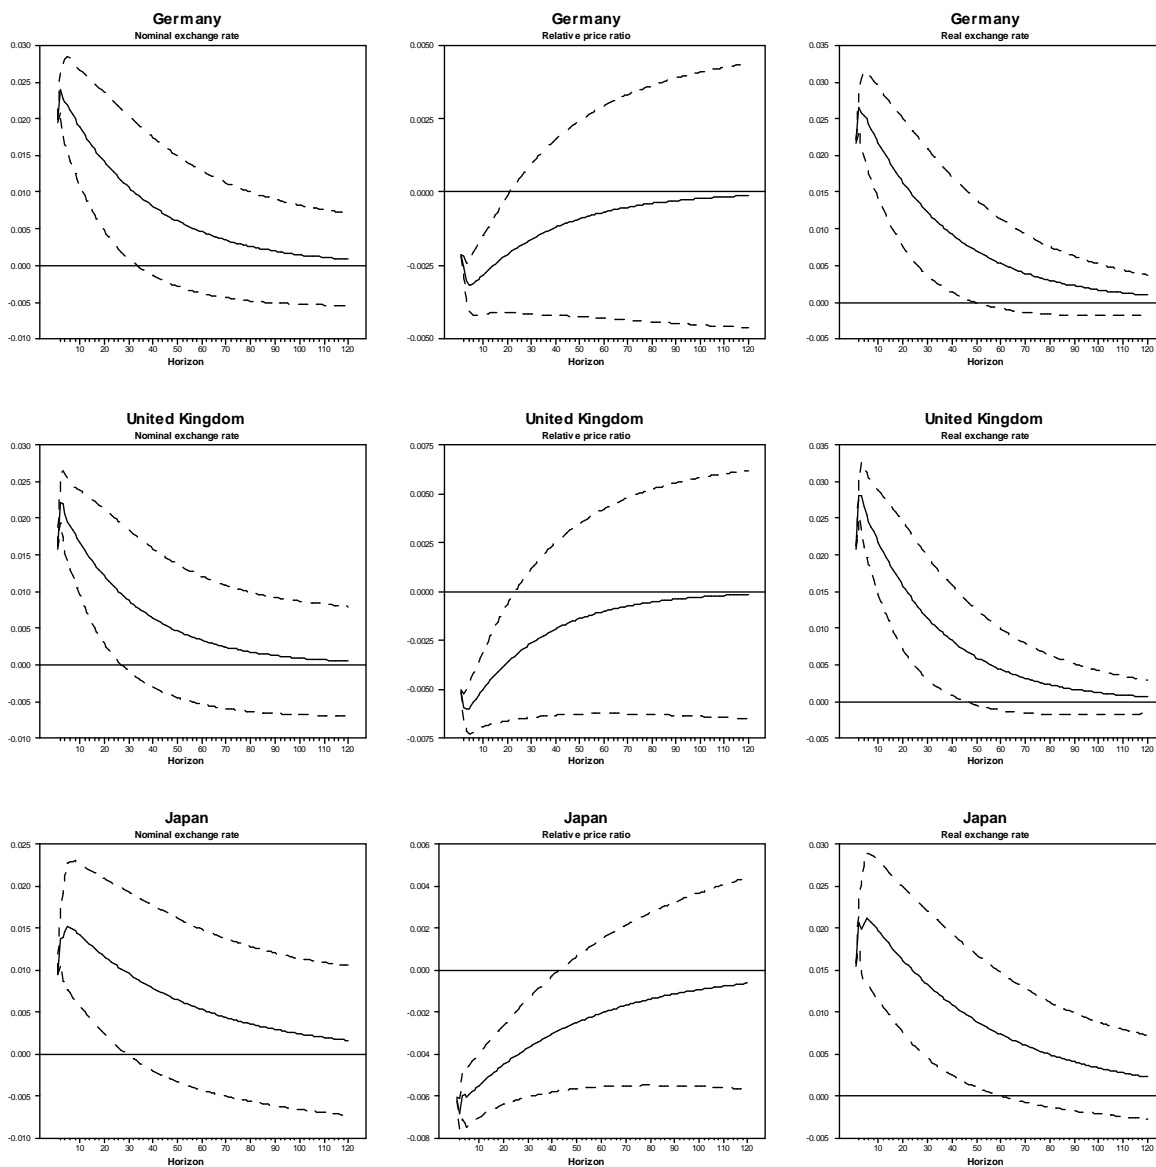 Germany
Nominal exchange rate
0.030
0.025
0.020
0.015
0.010
0.005
0.000
-0.005
-0.010
10 20 30 40 50 60 70 80 90 100 110 120
Horizon
Germany
Relative price ratio
0.0050
0.0025
0.0000
-0.0025
-0.0050
10 20 30 40 50 60 70 80 90 100 110 120
Horizon
Germany
Real exchange rate
0.035
0.030
0.025
0.020
0.015
0.010
0.005
0.000
-0.005
10 20 30 40 50 60 70 80 90 100 110 120
Horizon
United Kingdom
Nominal exchange rate
0.030
0.025
0.020
0.015
0.010
0.005
0.000
-0.005
-0.010
10 20 30 40 50 60 70 80 90 100 110 120
Horizon
United Kingdom
Relative price ratio
0.0075
0.0050
0.0025
0.0000
-0.0025
-0.0050
-0.0075
10 20 30 40 50 60 70 80 90 100 110 120
Horizon
United Kingdom
Real exchange rate
0.035
0.030
0.025
0.020
0.015
0.010
0.005
0.000
-0.005
10 20 30 40 50 60 70 80 90 100 110 120
Horizon
Japan
Nominal exchange rate
0.025
0.020
0.015
0.010
0.005
0.000
-0.005
-0.010
10 20 30 40 50 60 70 80 90 100 110 120
Horizon
Japan
Relative price ratio
0.006
0.004
0.002
0.000
-0.002
-0.004
-0.006
-0.008
10 20 30 40 50 60 70 80 90 100 110 120
Horizon
Japan
Real exchange rate
0.030
0.025
0.020
0.015
0.010
0.005
0.000
-0.005
10 20 30 40 50 60 70 80 90 100 110 120
Horizon